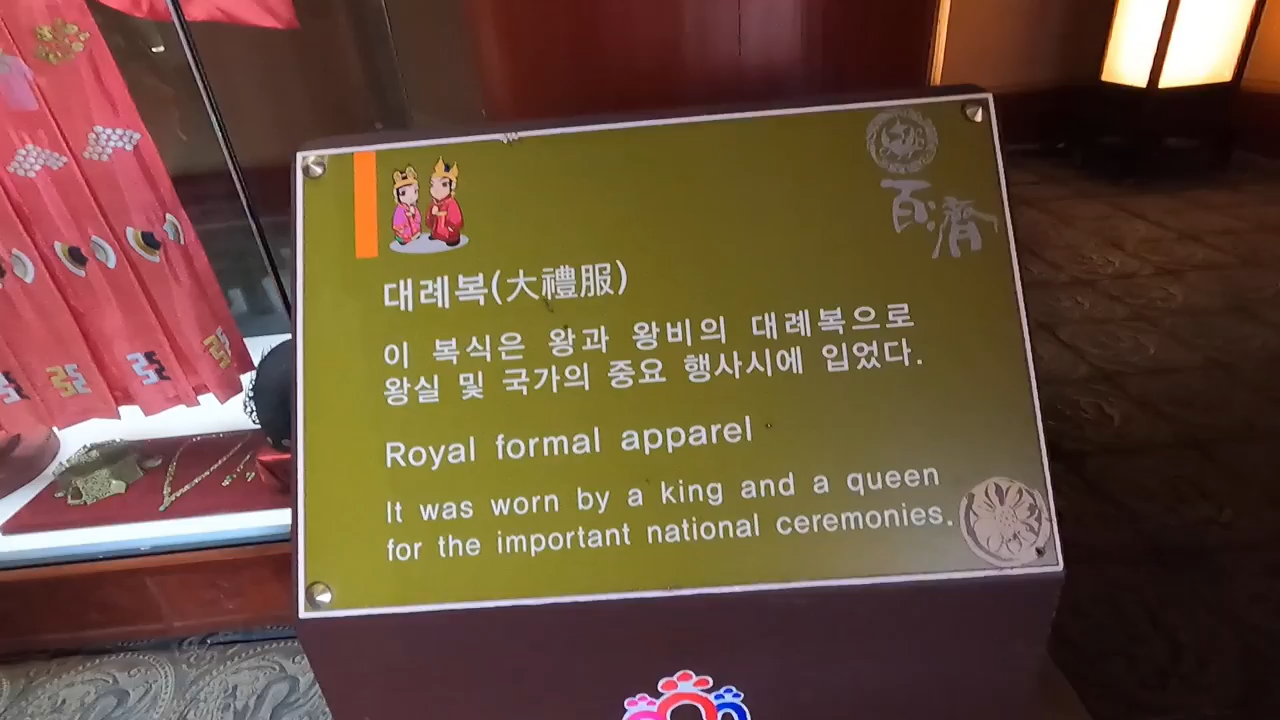 百濟
대례복(大禮服)
이 복식은 왕과 왕비의 대례복으로
왕실 및 국가의 중요 행사시에 입었다.
Royal formal apparel
It was worn by a king and a queen
for the important national ceremonies.